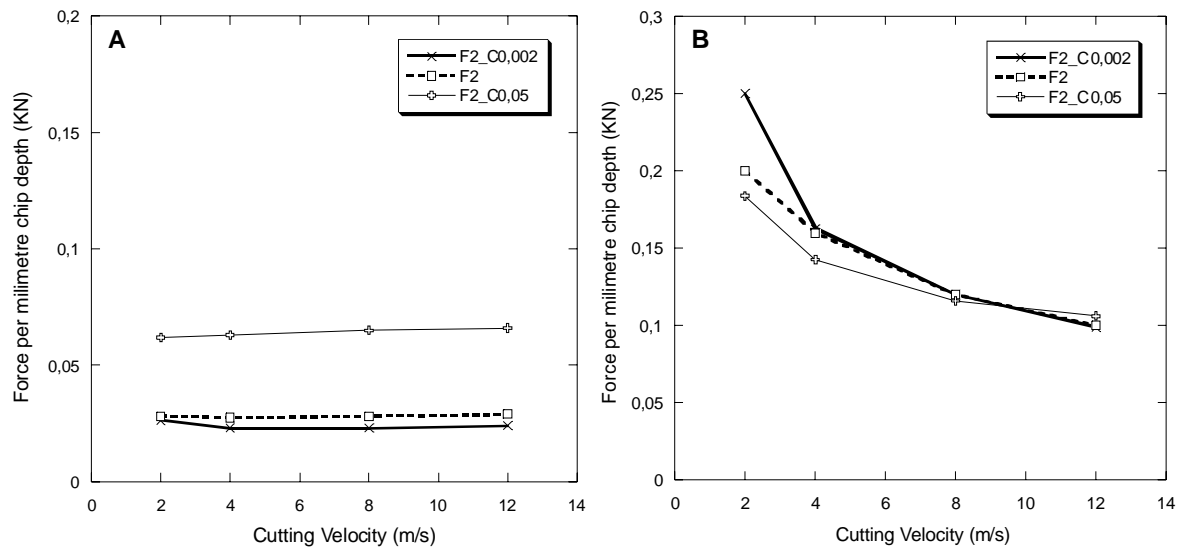 A
F2_C0,002
F2
F2_C0,05
0,2
0,15
0,1
0,05
0
Force per milimetre chip depth (KN)
0 2 4 6 8 10 12 14
Cutting Velocity (m/s)
B
F2_C0,002
F2
F2_C0,05
0,3
0,25
0,2
0,15
0,1
0,05
0
Force per milimetre chip depth (KN)
0 2 4 6 8 10 12 14
Cutting Velocity (m/s)